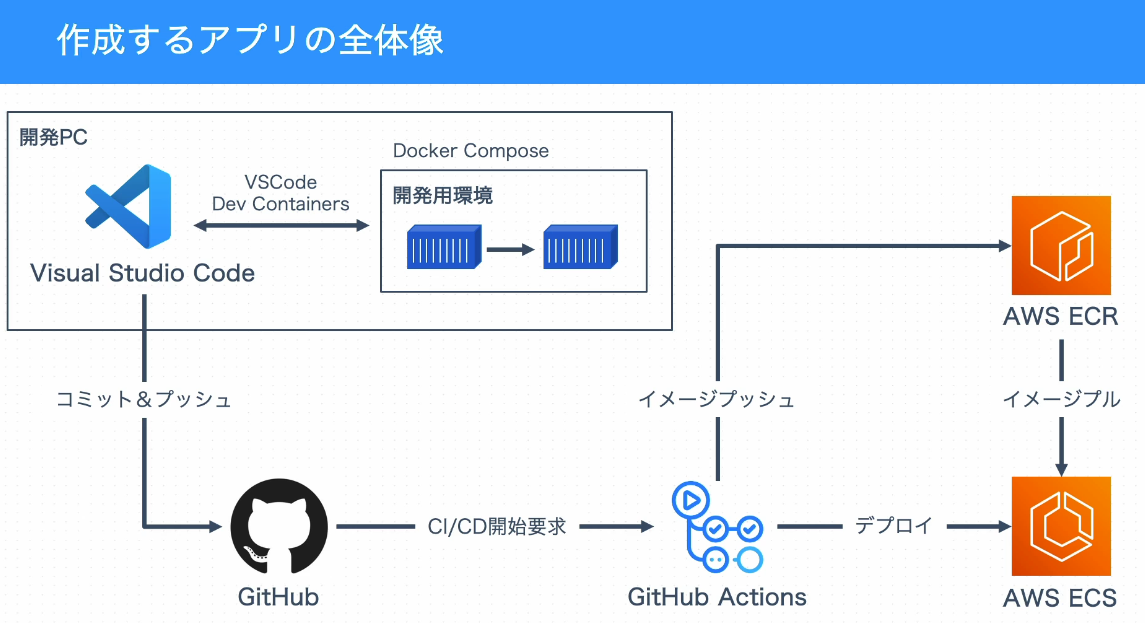 作成するアプリの全体像
開発PC
Docker Compose
VSCode
Dev Containers
開発用環境
Visual Studio Code
AWS ECR
コミット＆プッシュ
イメージプッシュ
イメージプル
CI/CD開始要求
デプロイ
GitHub
GitHub Actions
AWS ECS